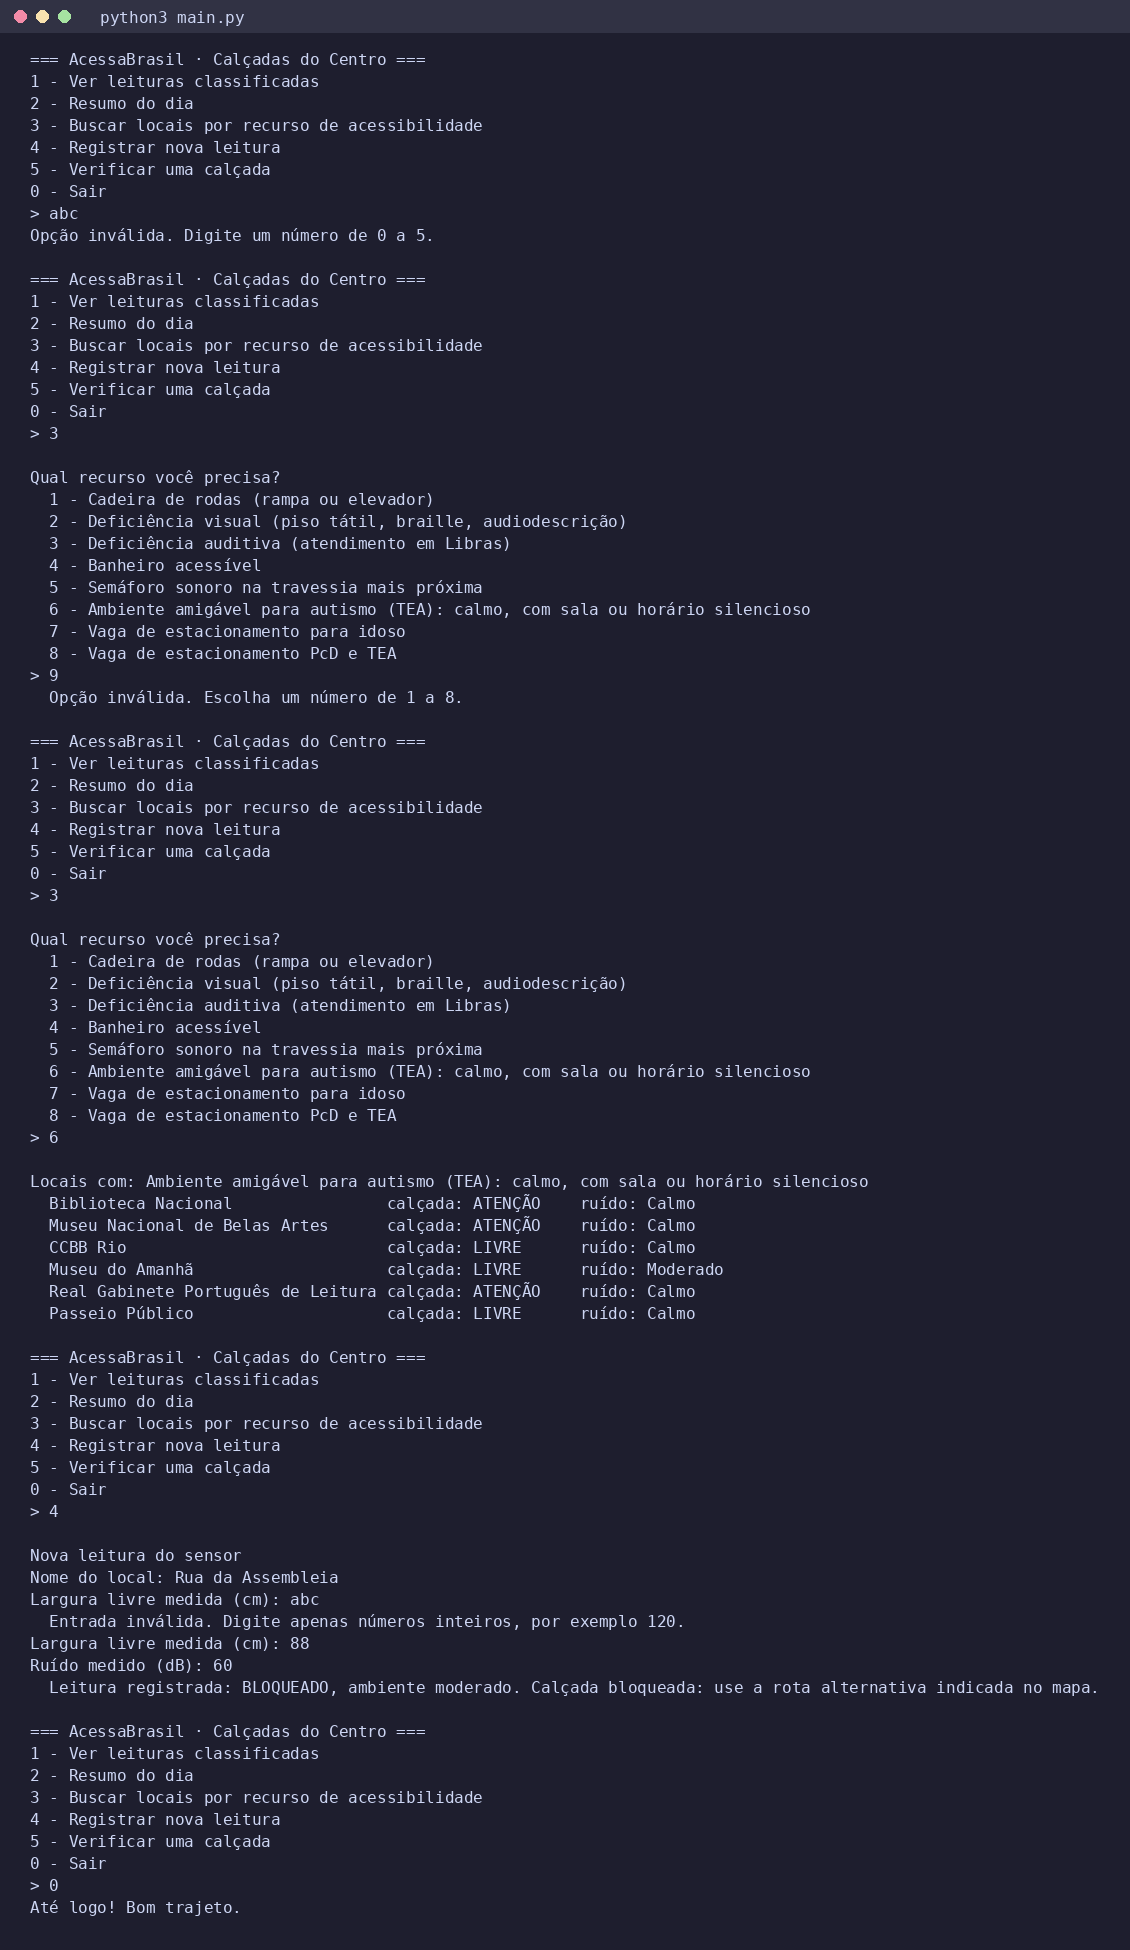 python3 main.py
=== AcessaBrasil · Calçadas do Centro ===
1 - Ver leituras classificadas
2 - Resumo do dia
3 - Buscar locais por recurso de acessibilidade
4 - Registrar nova leitura
5 - Verificar uma calçada
0 - Sair
> abc
Opção inválida. Digite um número de 0 a 5.
=== AcessaBrasil · Calçadas do Centro ===
1 - Ver leituras classificadas
2 - Resumo do dia
3 - Buscar locais por recurso de acessibilidade
4 - Registrar nova leitura
5 - Verificar uma calçada
0 - Sair
> 3
Qual recurso você precisa?
1 - Cadeira de rodas (rampa ou elevador)
2 - Deficiência visual (piso tátil, braille, audiodescrição)
3 - Deficiência auditiva (atendimento em Libras)
4 - Banheiro acessível
5 - Semáforo sonoro na travessia mais próxima
6 - Ambiente amigável para autismo (TEA): calmo, com sala ou horário silencioso
7 - Vaga de estacionamento para idoso
8 - Vaga de estacionamento PcD e TEA
> 9
Opção inválida. Escolha um número de 1 a 8.
=== AcessaBrasil · Calçadas do Centro ===
1 - Ver leituras classificadas
2 - Resumo do dia
3 - Buscar locais por recurso de acessibilidade
4 - Registrar nova leitura
5 - Verificar uma calçada
0 - Sair
> 3
Qual recurso você precisa?
1 - Cadeira de rodas (rampa ou elevador)
2 - Deficiência visual (piso tátil, braille, audiodescrição)
3 - Deficiência auditiva (atendimento em Libras)
4 - Banheiro acessível
5 - Semáforo sonoro na travessia mais próxima
6 - Ambiente amigável para autismo (TEA): calmo, com sala ou horário silencioso
7 - Vaga de estacionamento para idoso
8 - Vaga de estacionamento PcD e TEA
> 6
Locais com: Ambiente amigável para autismo (TEA): calmo, com sala ou horário silencioso
Biblioteca Nacional calçada: ATENÇÃO ruído: Calmo
Museu Nacional de Belas Artes calçada: ATENÇÃO ruído: Calmo
CCBB Rio calçada: LIVRE ruído: Calmo
Museu do Amanhã calçada: LIVRE ruído: Moderado
Real Gabinete Português de Leitura calçada: ATENÇÃO ruído: Calmo
Passeio Público calçada: LIVRE ruído: Calmo
=== AcessaBrasil · Calçadas do Centro ===
1 - Ver leituras classificadas
2 - Resumo do dia
3 - Buscar locais por recurso de acessibilidade
4 - Registrar nova leitura
5 - Verificar uma calçada
0 - Sair
> 4
Nova leitura do sensor
Nome do local: Rua da Assembleia
Largura livre medida (cm): abc
Entrada inválida. Digite apenas números inteiros, por exemplo 120.
Largura livre medida (cm): 88
Ruído medido (dB): 60
Leitura registrada: BLOQUEADO, ambiente moderado. Calçada bloqueada: use a rota alternativa indicada no mapa.
=== AcessaBrasil · Calçadas do Centro ===
1 - Ver leituras classificadas
2 - Resumo do dia
3 - Buscar locais por recurso de acessibilidade
4 - Registrar nova leitura
5 - Verificar uma calçada
0 - Sair
> 0
Até logo! Bom trajeto.